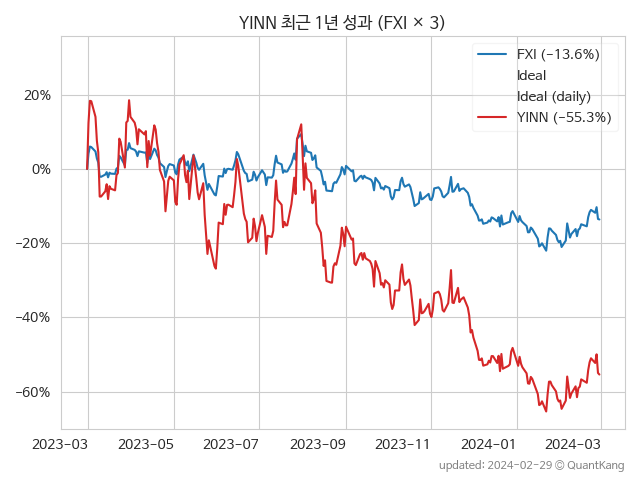 YINN 최근 1년 성과 (FXI × 3)
FXI (−13.6%)
Ideal
Ideal (daily)
YINN (−55.3%)
20%
0%
−20%
−40%
−60%
2023-03
2023-05
2023-07
2023-09
2023-11
2024-01
2024-03
updated: 2024-02-29 © QuantKang